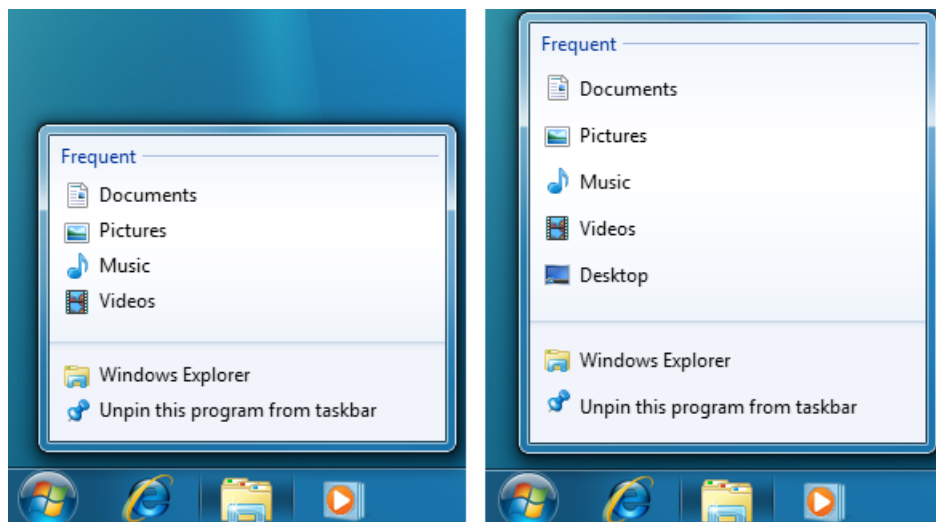 Frequent
Documents
Pictures
Music
Videos
Windows Explorer
Unpin this program from taskbar
Frequent
Documents
Pictures
Music
Videos
Desktop
Windows Explorer
Unpin this program from taskbar